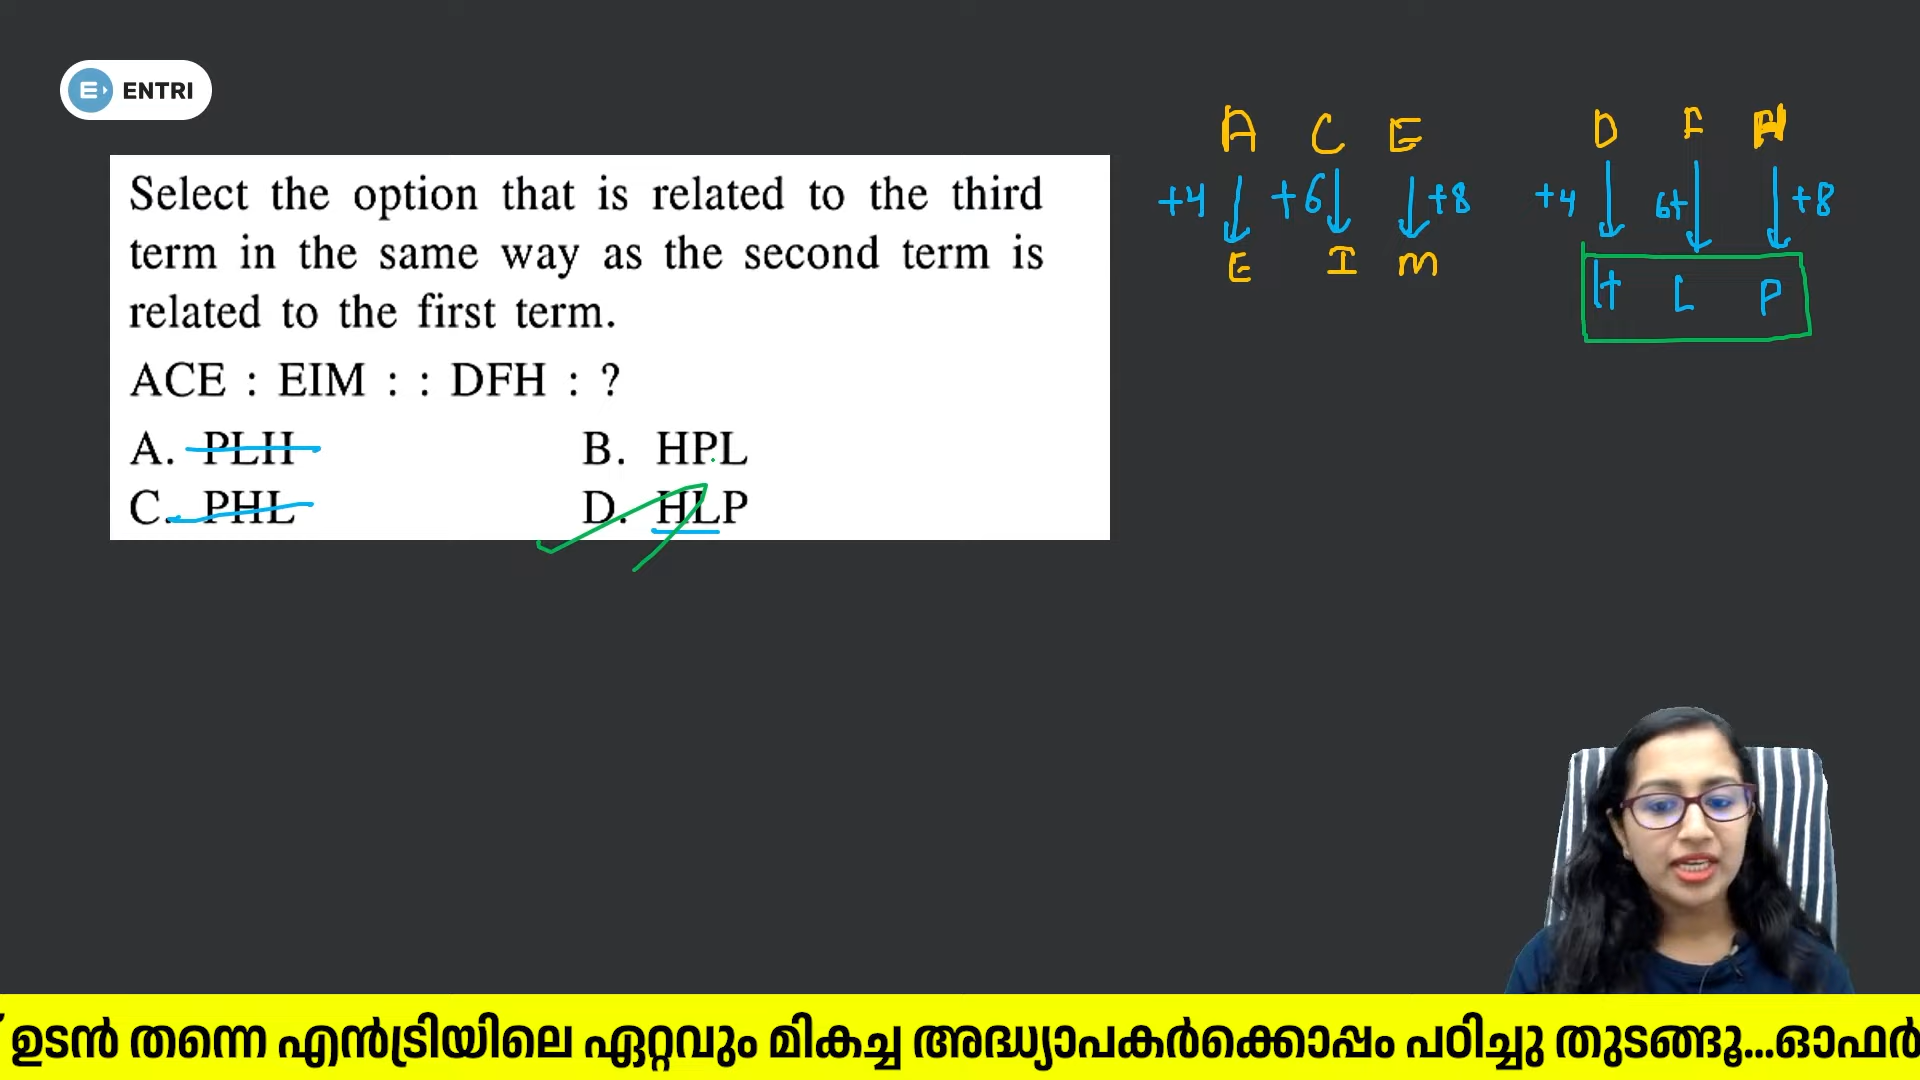 ENTRI
Select the option that is related to the third
term in the same way as the second term is
related to the first term.
ACE : EIM : : DFH : ?
A. PLH B. HPL
C. PHL D. HLP
A C E
+4 +6 +8
E I M
D F H
+4 6+ +8
H L P
ഉടൻ തന്നെ എൻട്രിയിലെ ഏറ്റവും മികച്ച അദ്ധ്യാപകർക്കൊപ്പം പഠിച്ചു തുടങ്ങൂ...ഓഫർ